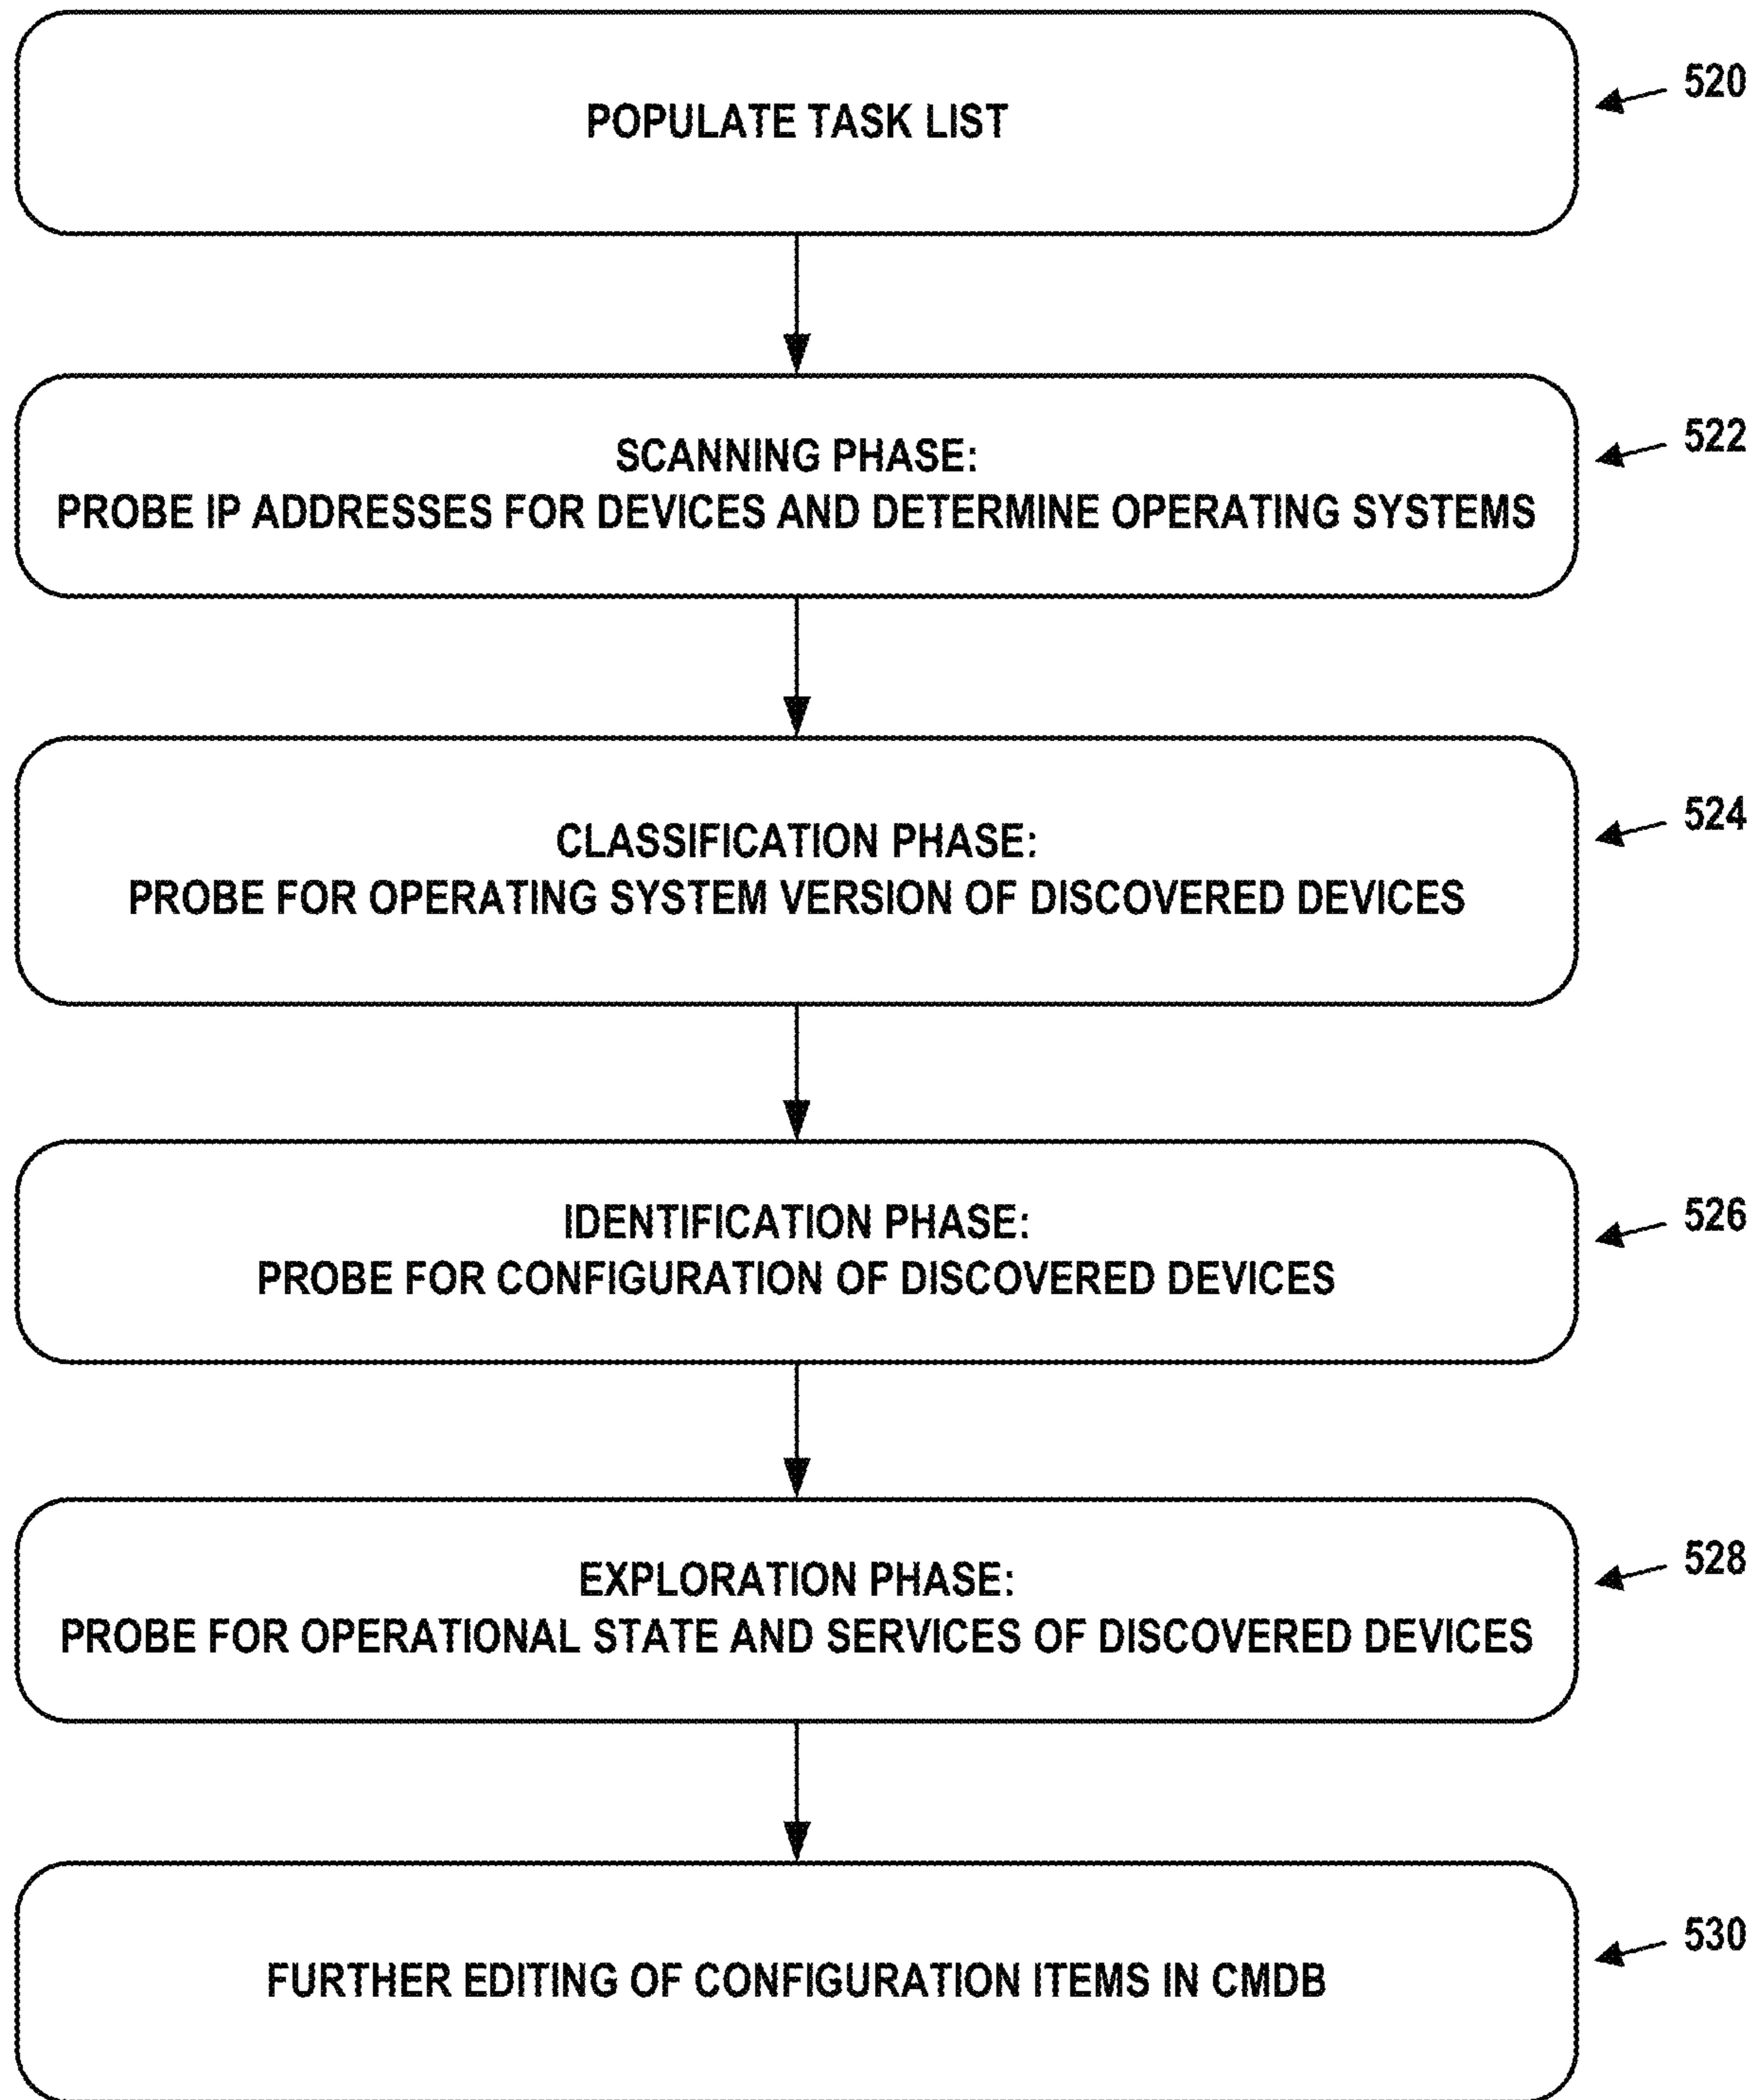 POPULATE TASK LIST
520
SCANNING PHASE:
PROBE IP ADDRESSES FOR DEVICES AND DETERMINE OPERATING SYSTEMS
522
CLASSIFICATION PHASE:
PROBE FOR OPERATING SYSTEM VERSION OF DISCOVERED DEVICES
524
IDENTIFICATION PHASE:
PROBE FOR CONFIGURATION OF DISCOVERED DEVICES
526
EXPLORATION PHASE:
PROBE FOR OPERATIONAL STATE AND SERVICES OF DISCOVERED DEVICES
528
FURTHER EDITING OF CONFIGURATION ITEMS IN CMDB
530